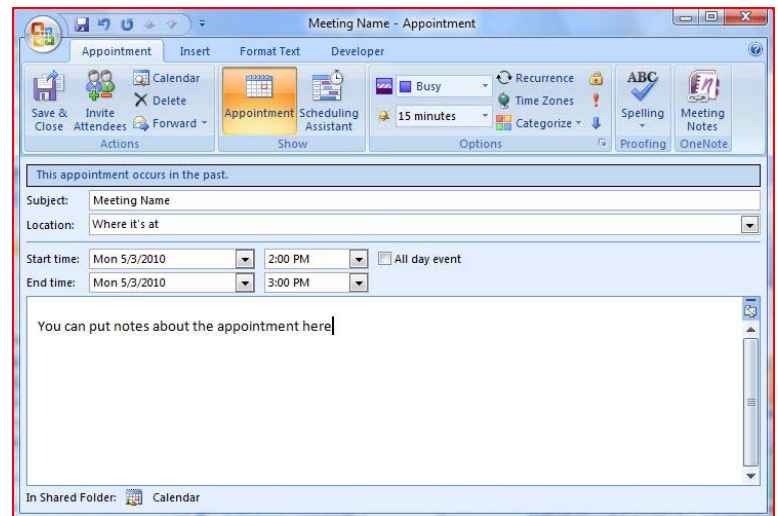 Meeting Name - Appointment
Appointment Insert Format Text Developer
Save & Close
Invite Attendees
Calendar
Delete
Forward
Actions
Appointment
Scheduling Assistant
Show
Busy
15 minutes
Recurrence
Time Zones
Categorize
Options
ABC
Spelling
Proofing
Meeting Notes
OneNote
This appointment occurs in the past.
Subject: Meeting Name
Location: Where it's at
Start time: Mon 5/3/2010 2:00 PM All day event
End time: Mon 5/3/2010 3:00 PM
You can put notes about the appointment here
In Shared Folder: Calendar